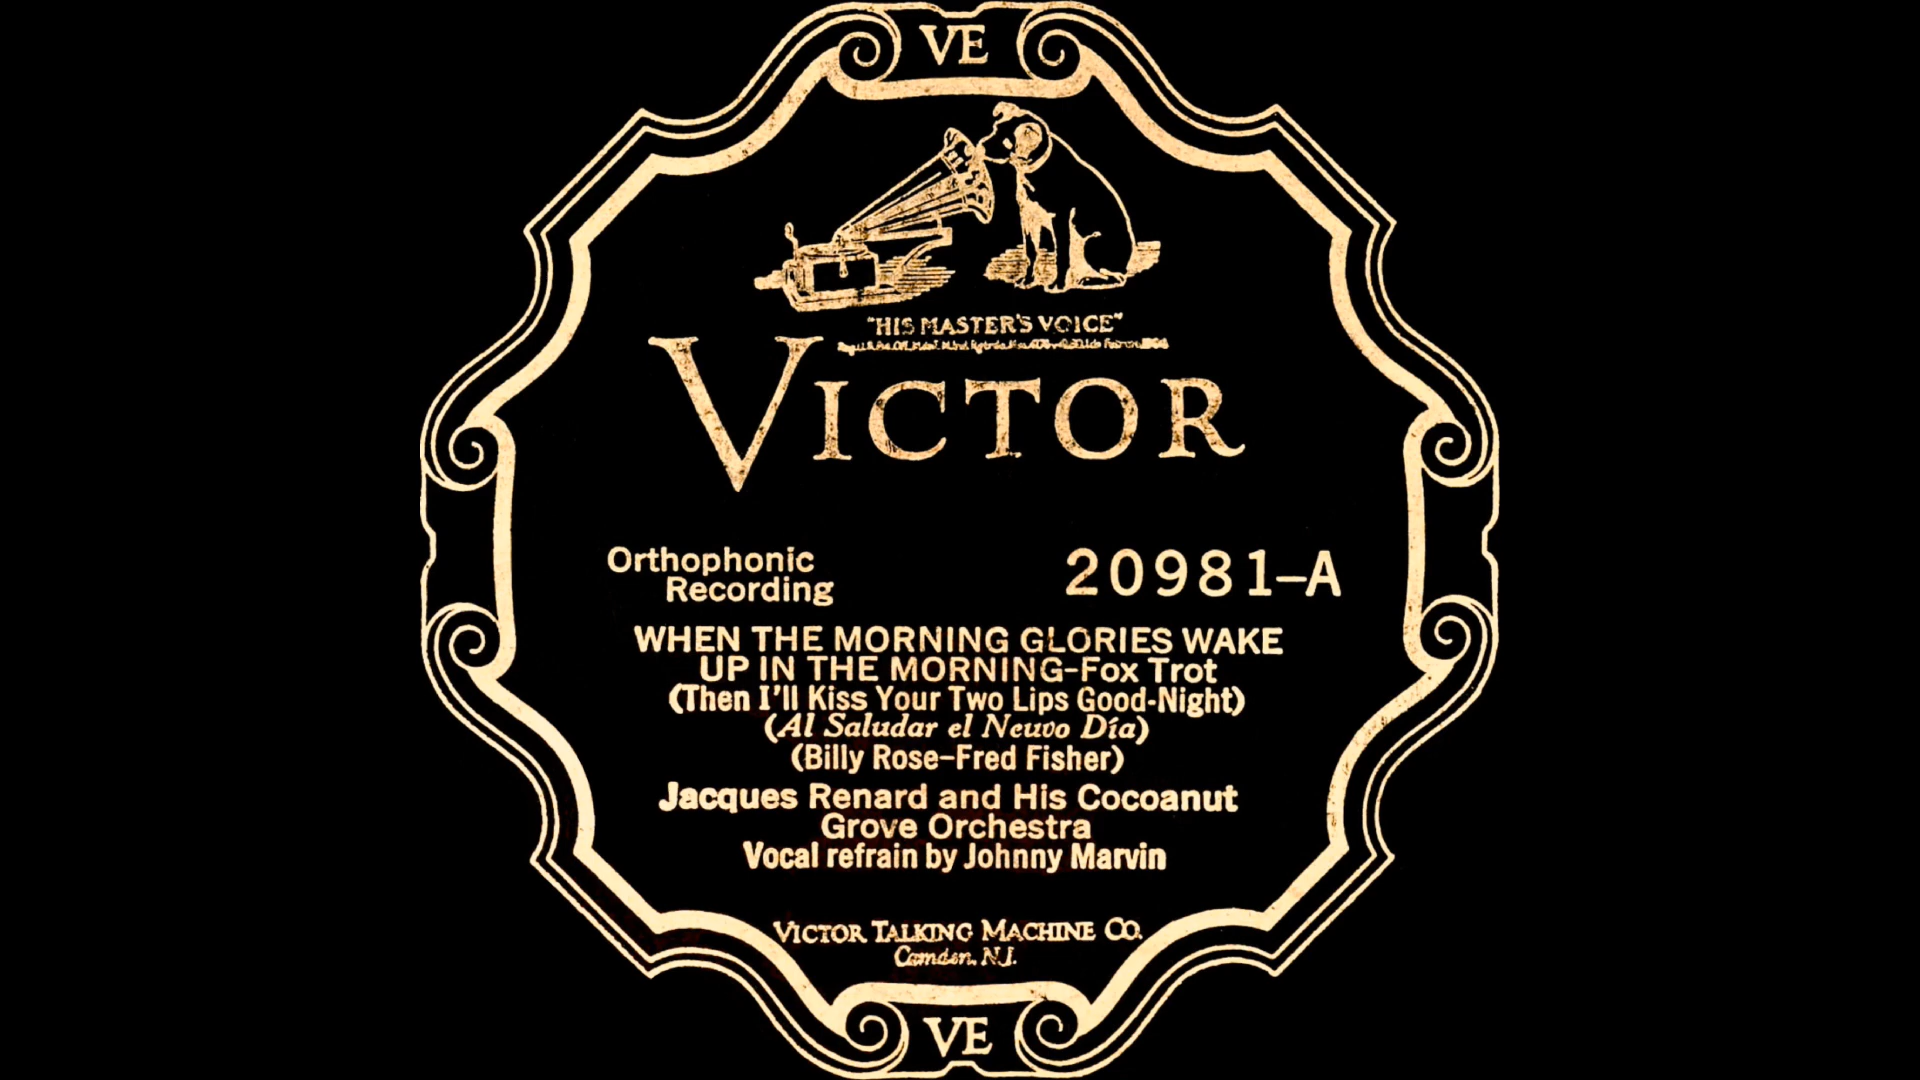 VE
"HIS MASTER'S VOICE"
VICTOR
Orthophonic
Recording
20981-A
WHEN THE MORNING GLORIES WAKE
UP IN THE MORNING-Fox Trot
(Then I'll Kiss Your Two Lips Good-Night)
(Al Saludar el Neuvo Día)
(Billy Rose-Fred Fisher)
Jacques Renard and His Cocoanut
Grove Orchestra
Vocal refrain by Johnny Marvin
VICTOR TALKING MACHINE CO.
Camden, N.J.
VE